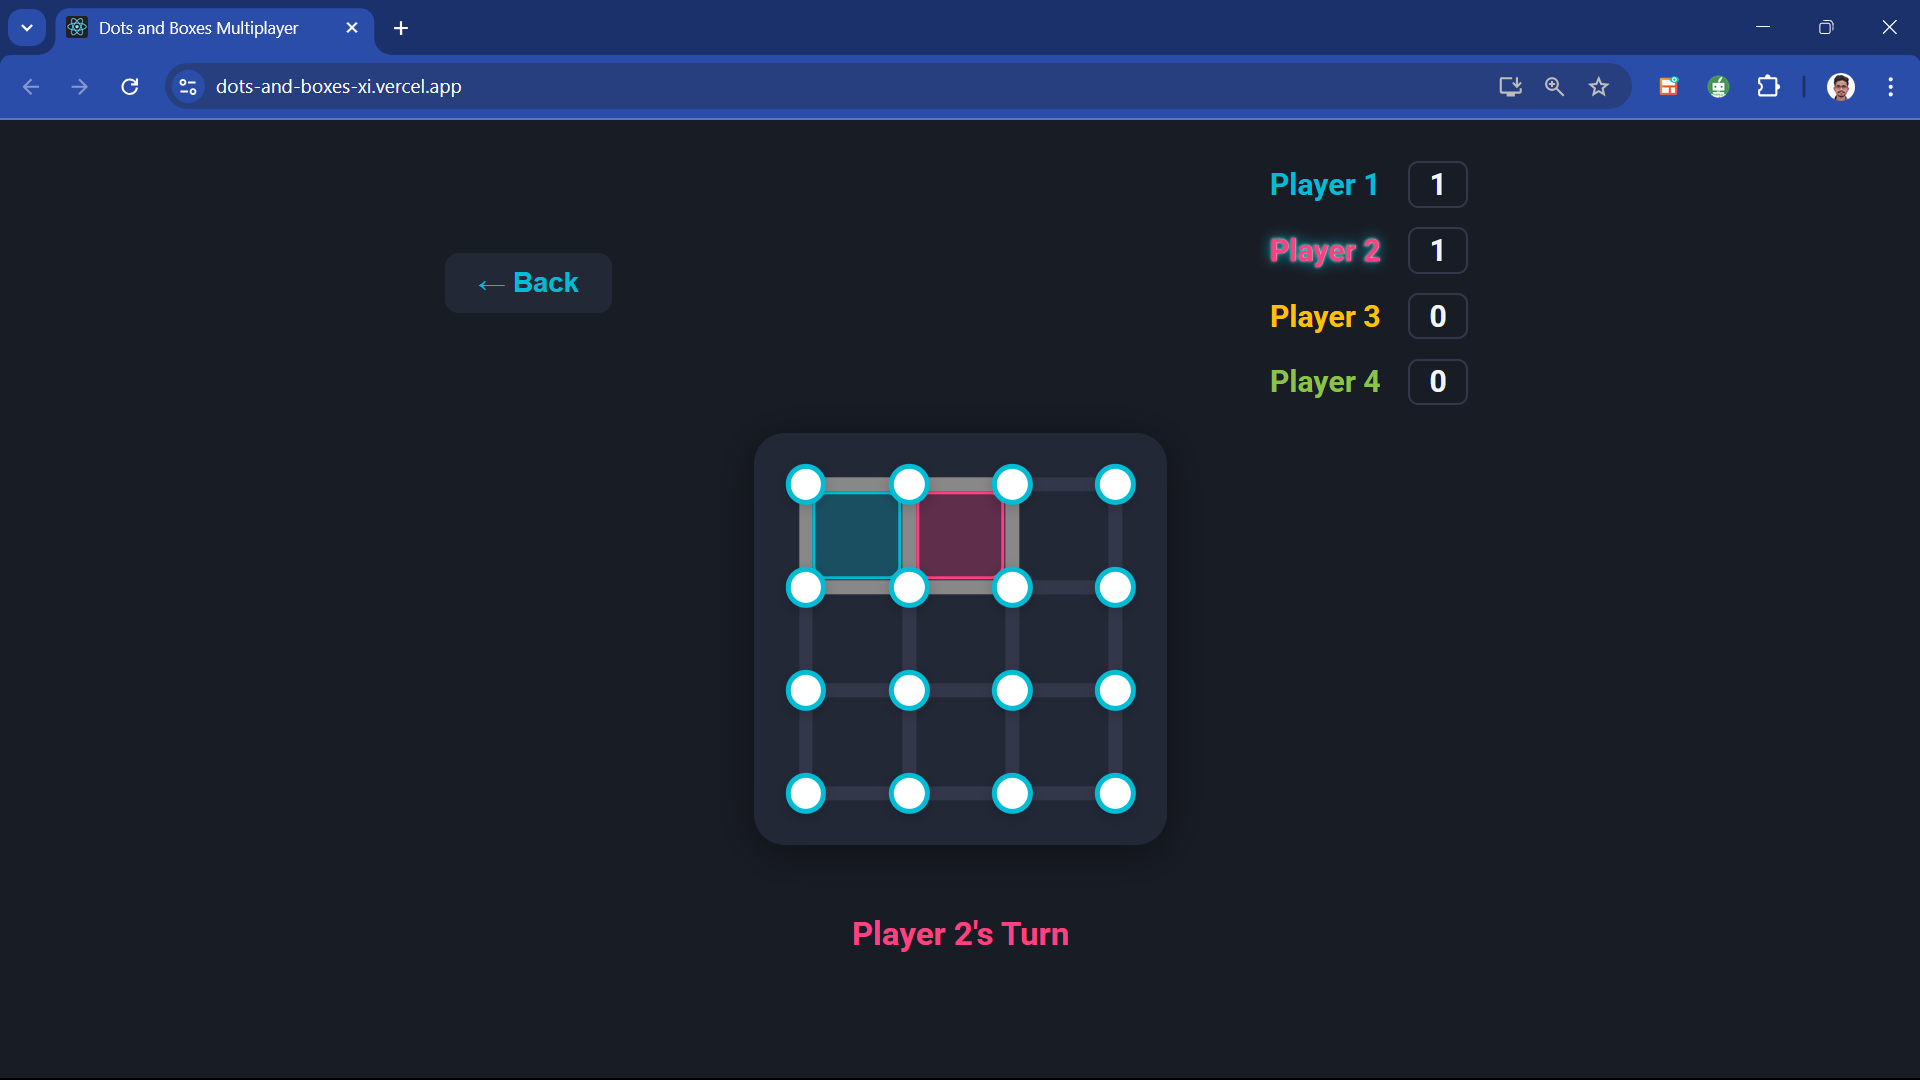 Dots and Boxes Multiplayer
dots-and-boxes-xi.vercel.app
Player 1 1
Player 2 1
Player 3 0
Player 4 0
← Back
Player 2's Turn